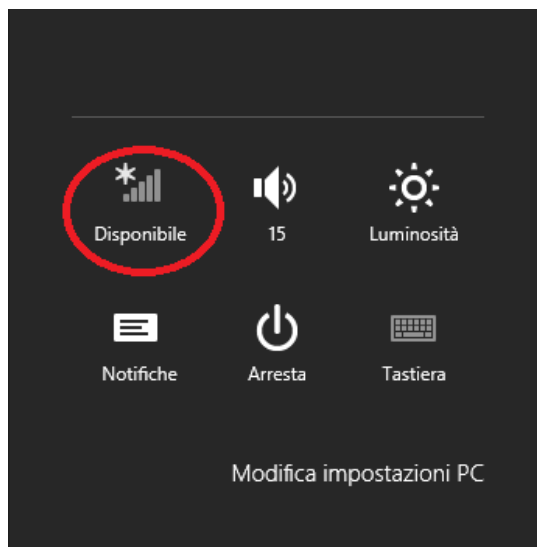 Disponibile
15
Luminosità
Notifiche
Arresta
Tastiera
Modifica impostazioni PC